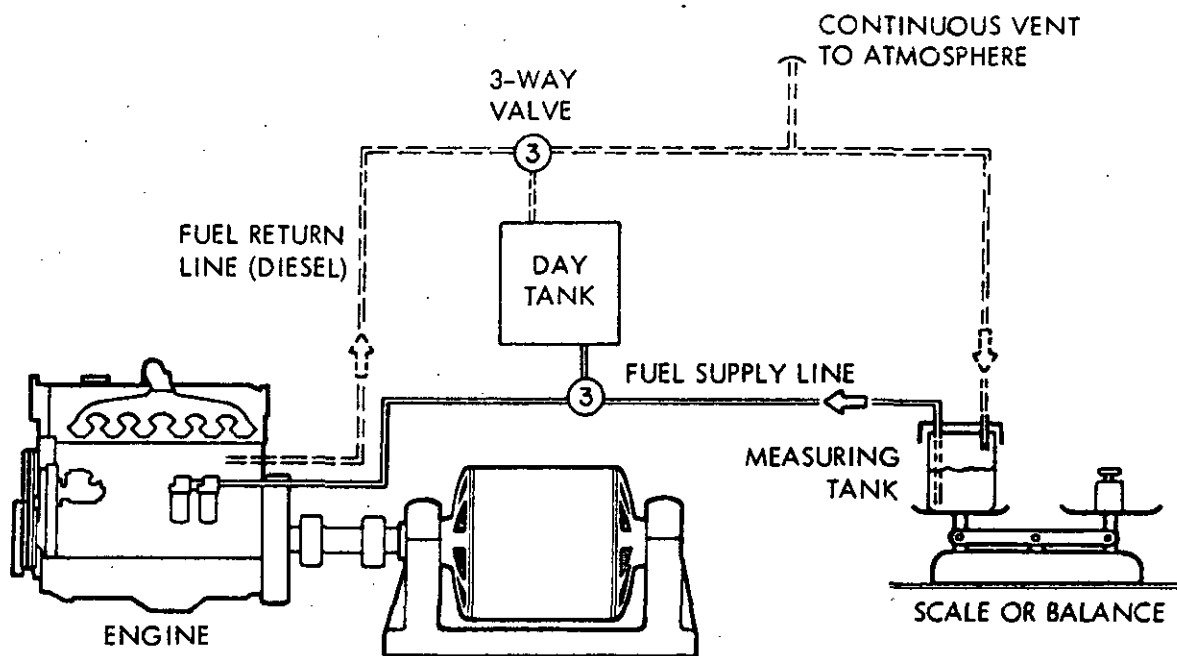 CONTINUOUS VENT
TO ATMOSPHERE
3-WAY
VALVE
3
FUEL RETURN
LINE (DIESEL)
DAY
TANK
FUEL SUPPLY LINE
3
MEASURING
TANK
ENGINE
SCALE OR BALANCE